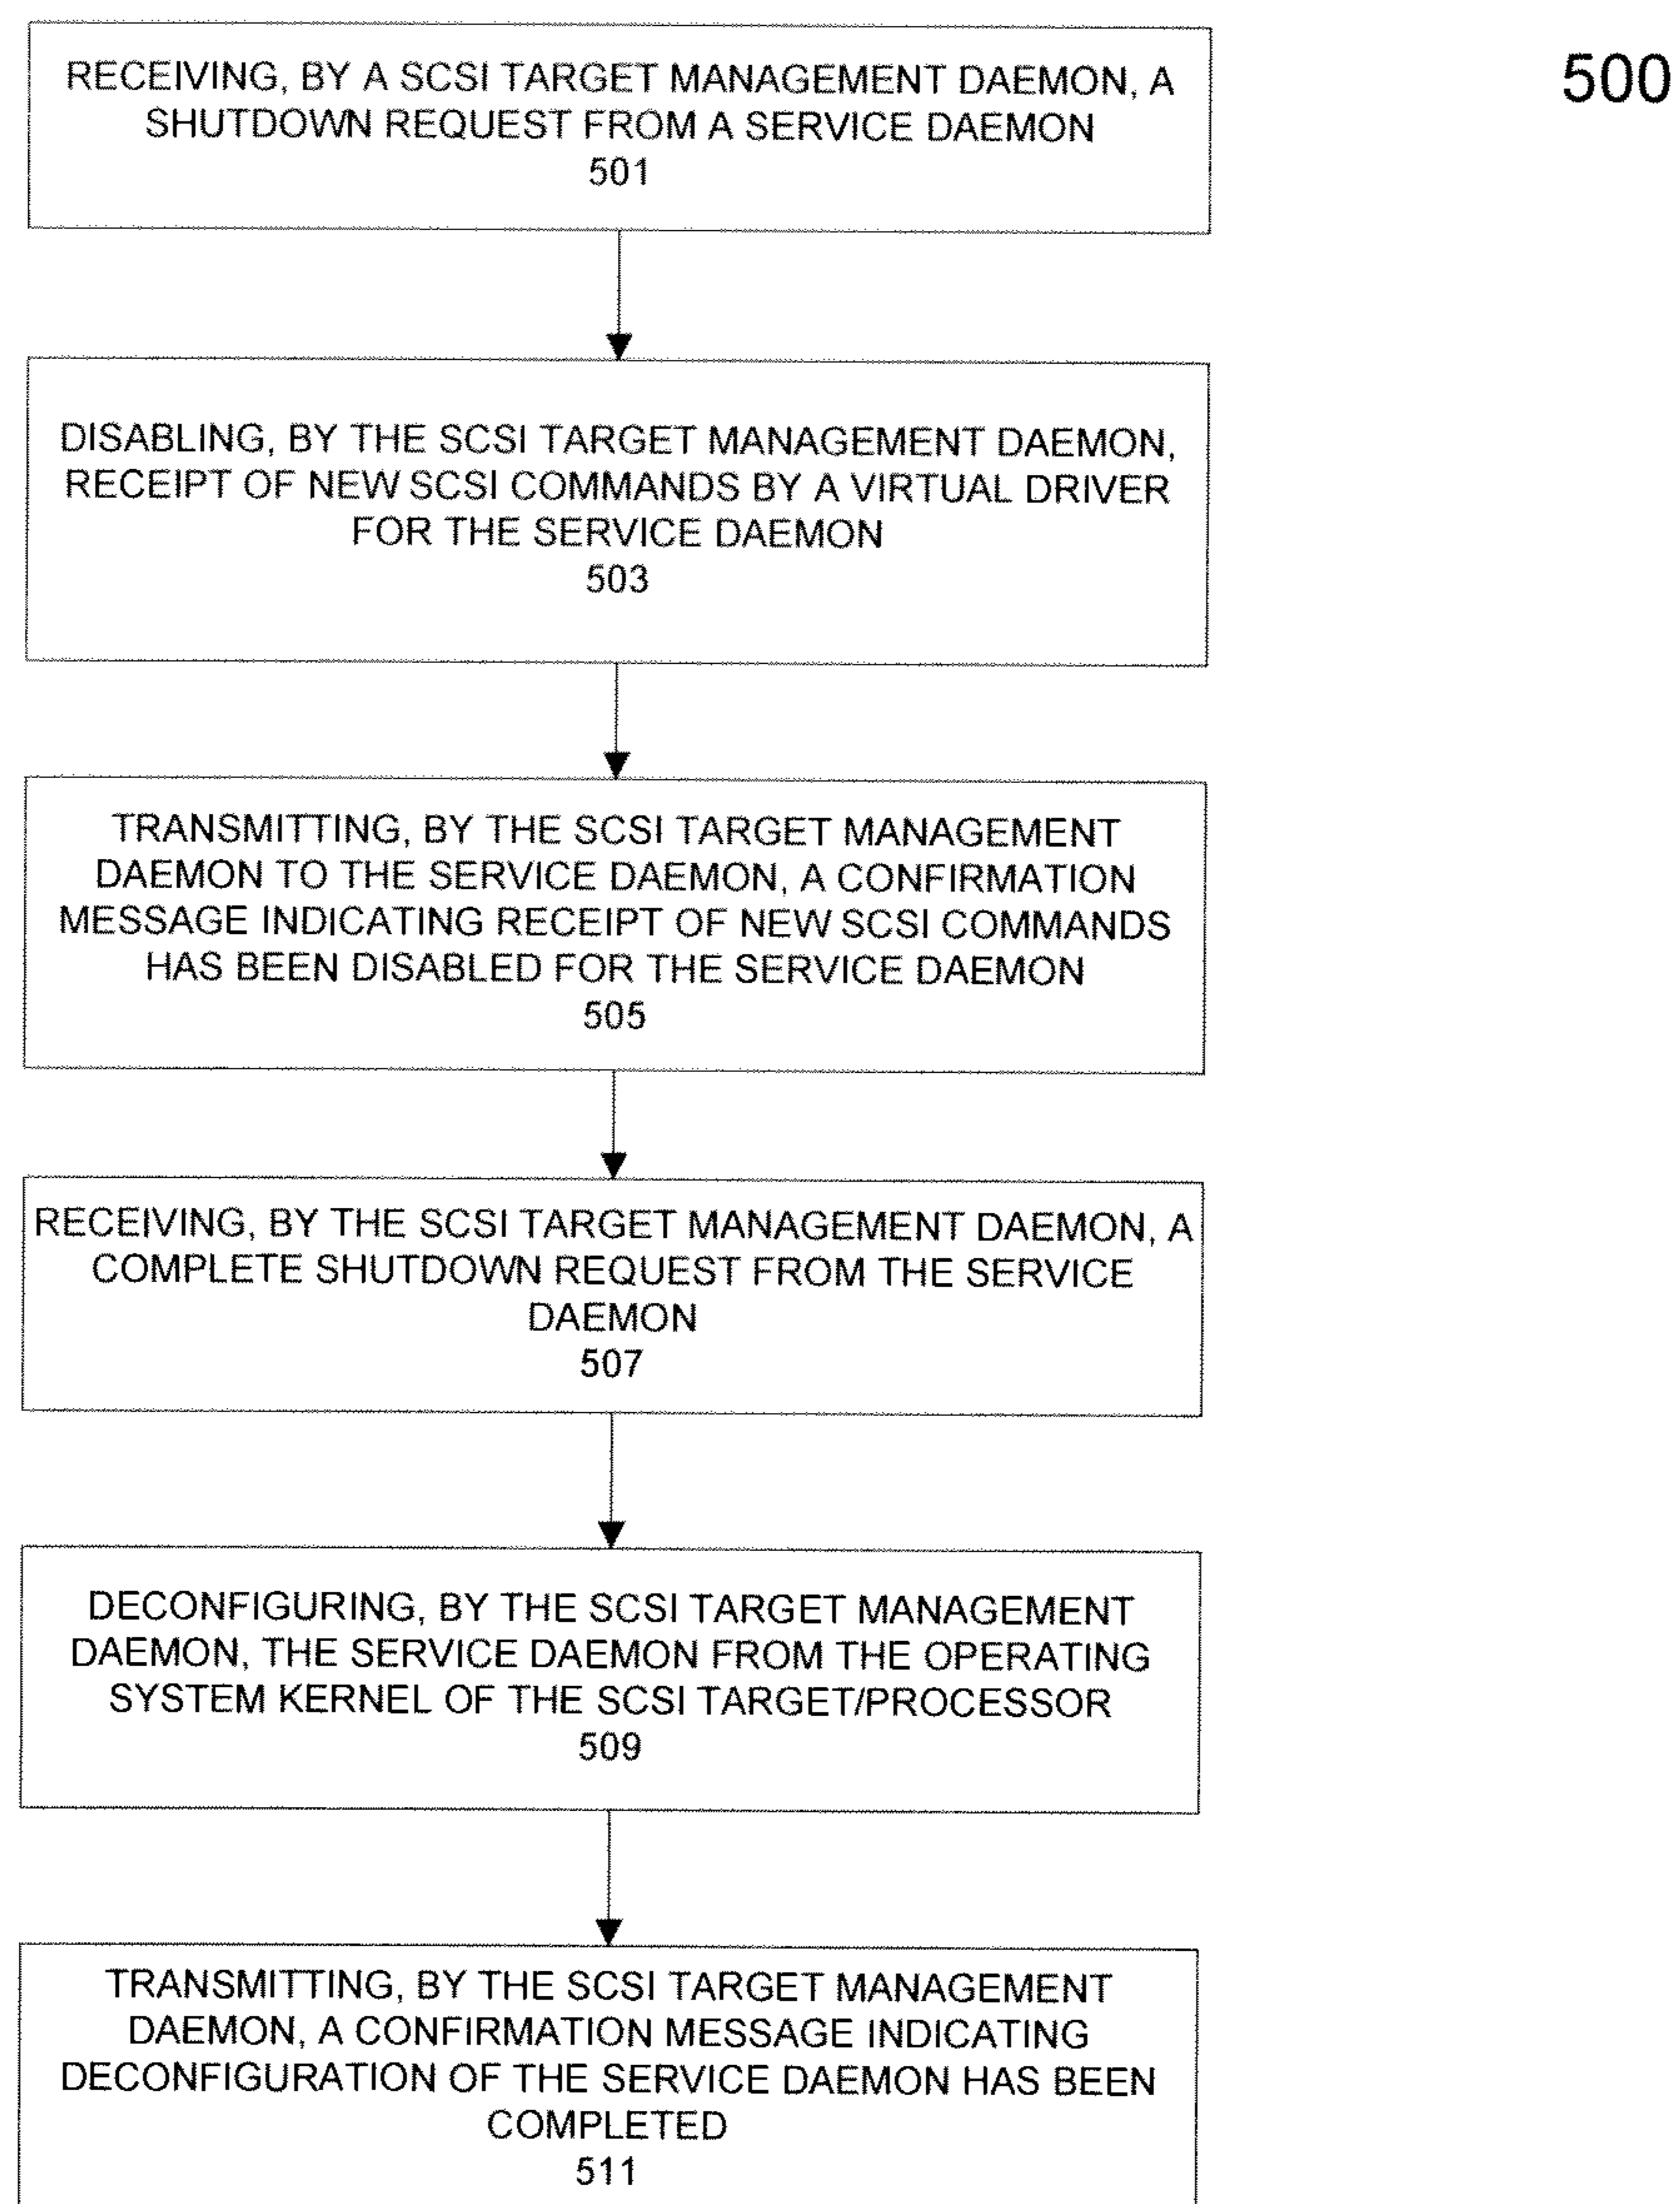 500
RECEIVING, BY A SCSI TARGET MANAGEMENT DAEMON, A
SHUTDOWN REQUEST FROM A SERVICE DAEMON
501
DISABLING, BY THE SCSI TARGET MANAGEMENT DAEMON,
RECEIPT OF NEW SCSI COMMANDS BY A VIRTUAL DRIVER
FOR THE SERVICE DAEMON
503
TRANSMITTING, BY THE SCSI TARGET MANAGEMENT
DAEMON TO THE SERVICE DAEMON, A CONFIRMATION
MESSAGE INDICATING RECEIPT OF NEW SCSI COMMANDS
HAS BEEN DISABLED FOR THE SERVICE DAEMON
505
RECEIVING, BY THE SCSI TARGET MANAGEMENT DAEMON, A
COMPLETE SHUTDOWN REQUEST FROM THE SERVICE
DAEMON
507
DECONFIGURING, BY THE SCSI TARGET MANAGEMENT
DAEMON, THE SERVICE DAEMON FROM THE OPERATING
SYSTEM KERNEL OF THE SCSI TARGET/PROCESSOR
509
TRANSMITTING, BY THE SCSI TARGET MANAGEMENT
DAEMON, A CONFIRMATION MESSAGE INDICATING
DECONFIGURATION OF THE SERVICE DAEMON HAS BEEN
COMPLETED
511